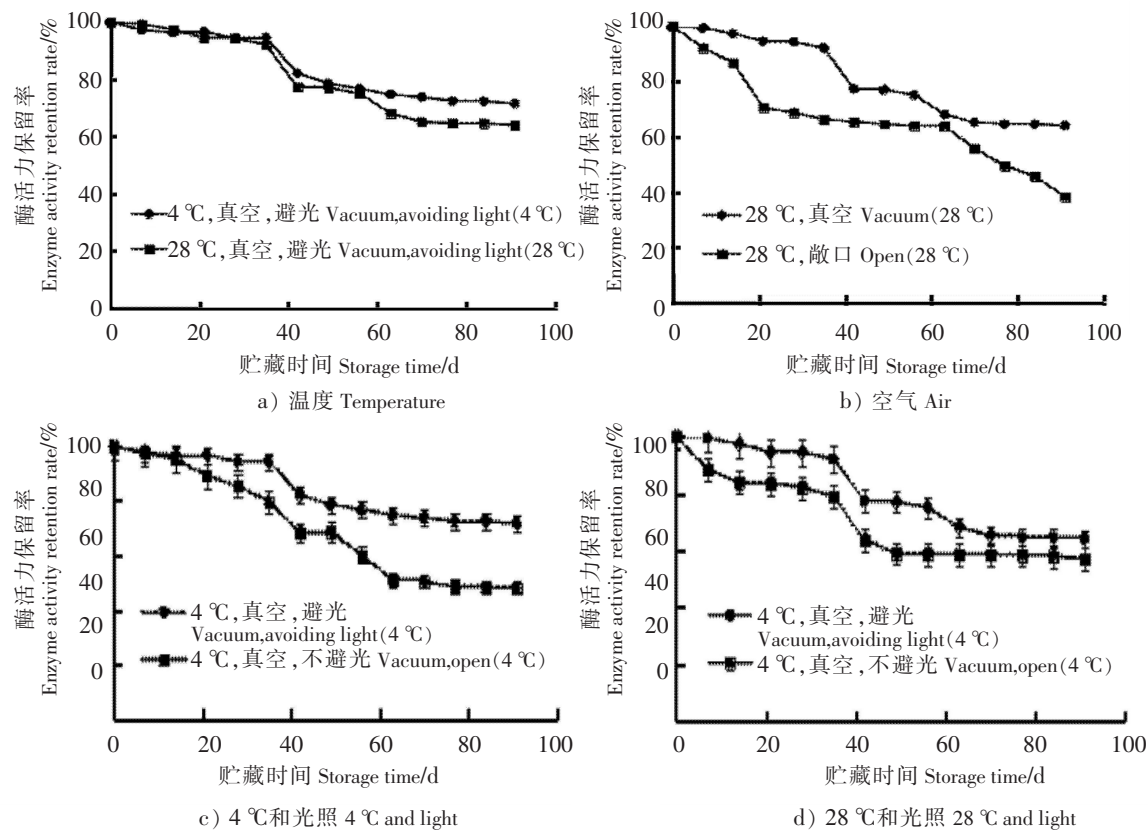 酶活力保留率
Enzyme activity retention rate/%
100
80
60
40
20
0
4 ℃,真空,避光 Vacuum,avoiding light(4 ℃)
28 ℃,真空,避光 Vacuum,avoiding light(28 ℃)
0 20 40 60 80 100
贮藏时间 Storage time/d
a) 温度 Temperature
酶活力保留率
Enzyme activity retention rate/%
100
80
60
40
20
0
28 ℃,真空 Vacuum(28 ℃)
28 ℃,敞口 Open(28 ℃)
0 20 40 60 80 100
贮藏时间 Storage time/d
b) 空气 Air
酶活力保留率
Enzyme activity retention rate/%
100
80
60
40
20
0
4 ℃,真空,避光
Vacuum,avoiding light(4 ℃)
4 ℃,真空,不避光 Vacuum,open(4 ℃)
0 20 40 60 80 100
贮藏时间 Storage time/d
c) 4 ℃和光照 4 ℃ and light
酶活力保留率
Enzyme activity retention rate/%
100
80
60
40
20
0
4 ℃,真空,避光
Vacuum,avoiding light(4 ℃)
4 ℃,真空,不避光 Vacuum,open(4 ℃)
0 20 40 60 80 100
贮藏时间 Storage time/d
d) 28 ℃和光照 28 ℃ and light